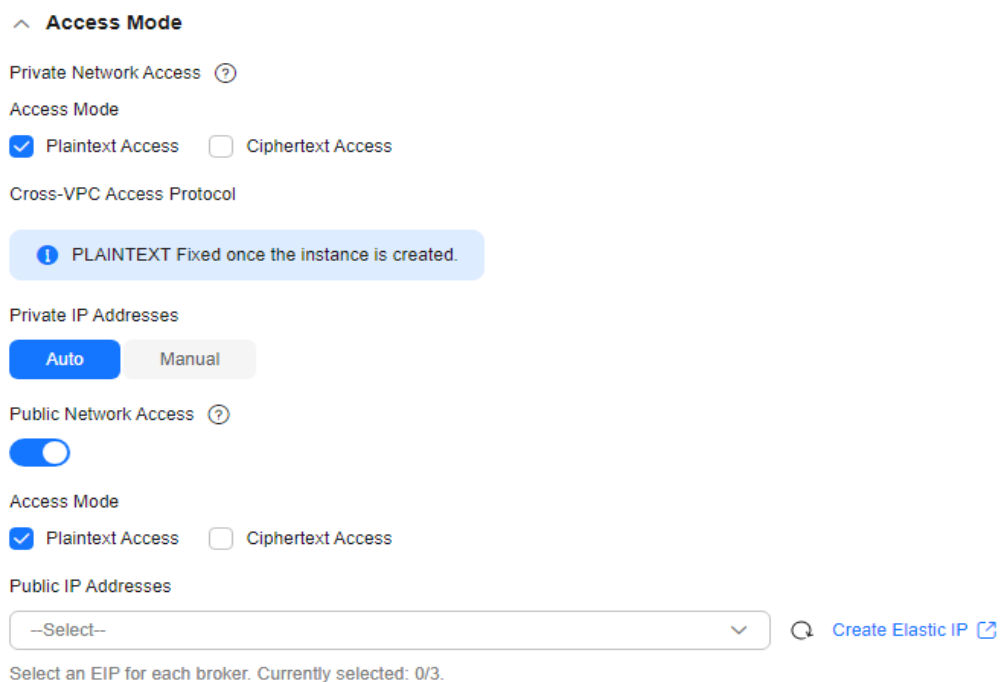 Access Mode
Private Network Access ?
Access Mode
Plaintext Access Ciphertext Access
Cross-VPC Access Protocol
PLAINTEXT Fixed once the instance is created.
Private IP Addresses
Auto Manual
Public Network Access ?
Access Mode
Plaintext Access Ciphertext Access
Public IP Addresses
--Select-- Create Elastic IP
Select an EIP for each broker. Currently selected: 0/3.